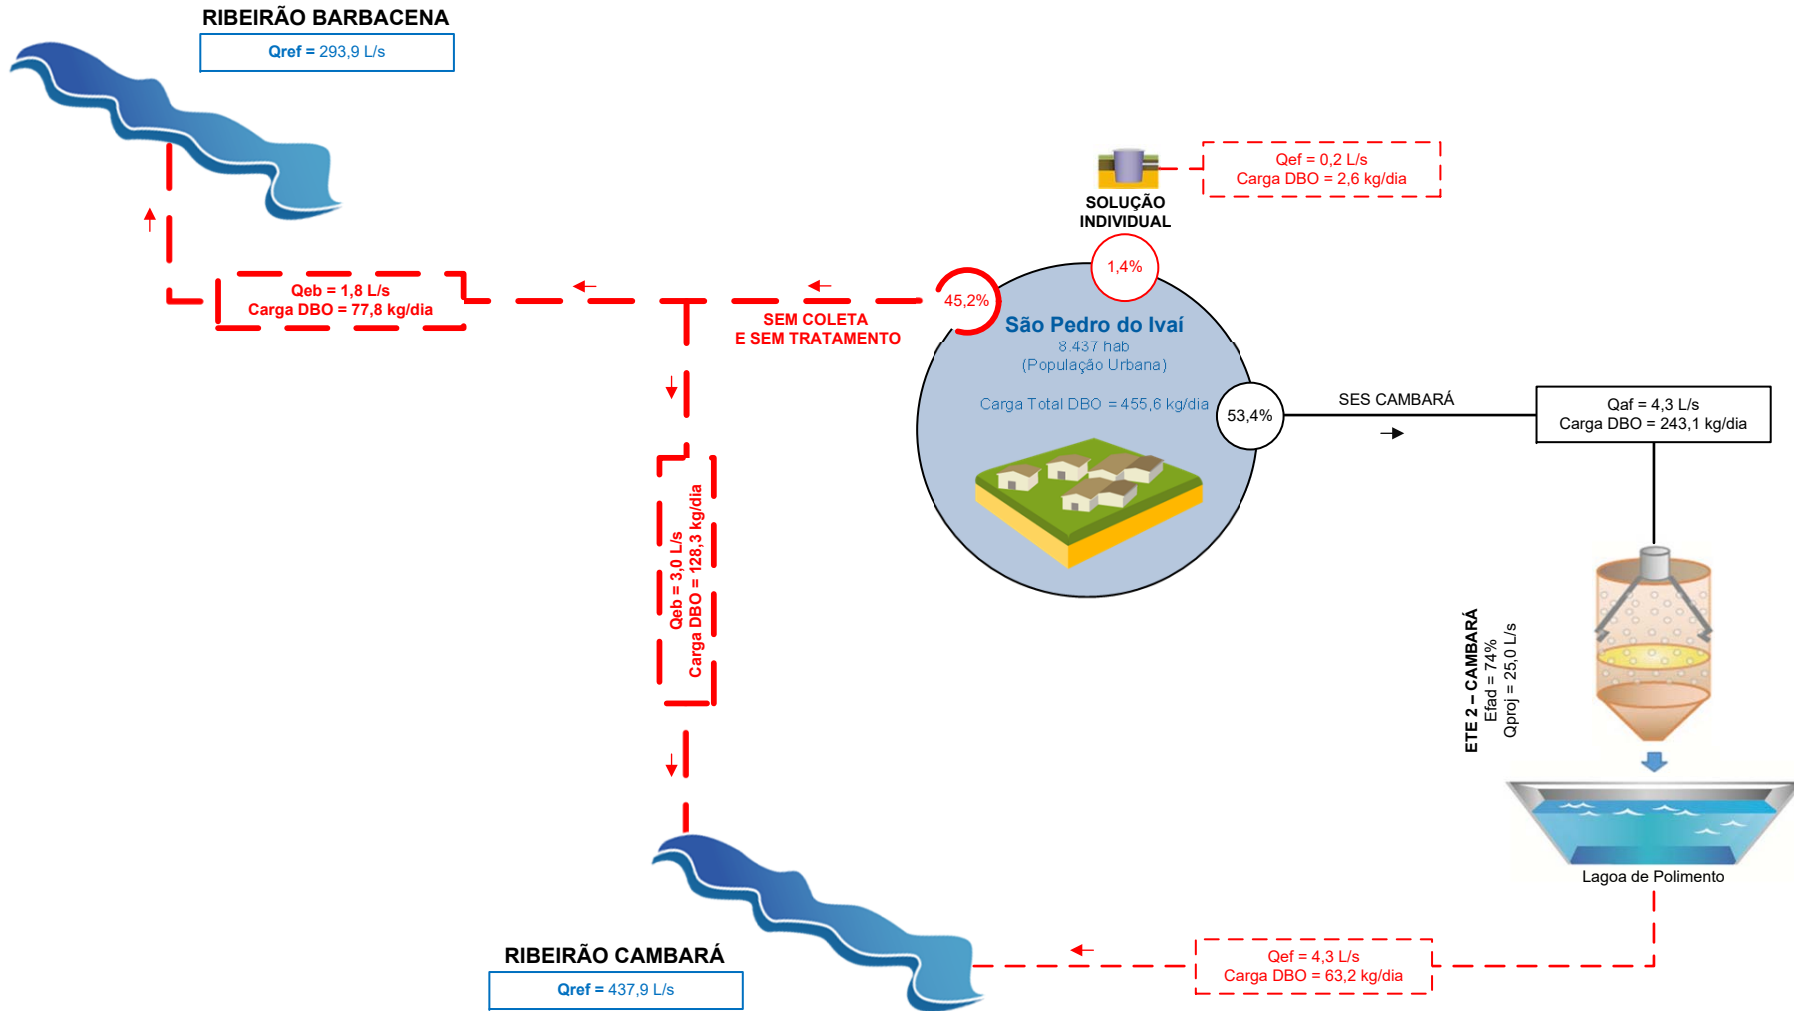 RIBEIRÃO BARBACENA
Qref = 293,9 L/s
Qef = 0,2 L/s
Carga DBO = 2,6 kg/dia
SOLUÇÃO
INDIVIDUAL
1,4%
Qeb = 1,8 L/s
Carga DBO = 77,8 kg/dia
45,2%
SEM COLETA
E SEM TRATAMENTO
São Pedro do Ivaí
8.437 hab
(População Urbana)
Carga Total DBO = 455,6 kg/dia
53,4%
SES CAMBARÁ
Qaf = 4,3 L/s
Carga DBO = 243,1 kg/dia
Qeb = 3,0 L/s
Carga DBO = 128,3 kg/dia
ETE 2 – CAMBARÁ
Efad = 74%
Qproj = 25,0 L/s
Lagoa de Polimento
RIBEIRÃO CAMBARÁ
Qref = 437,9 L/s
Qef = 4,3 L/s
Carga DBO = 63,2 kg/dia